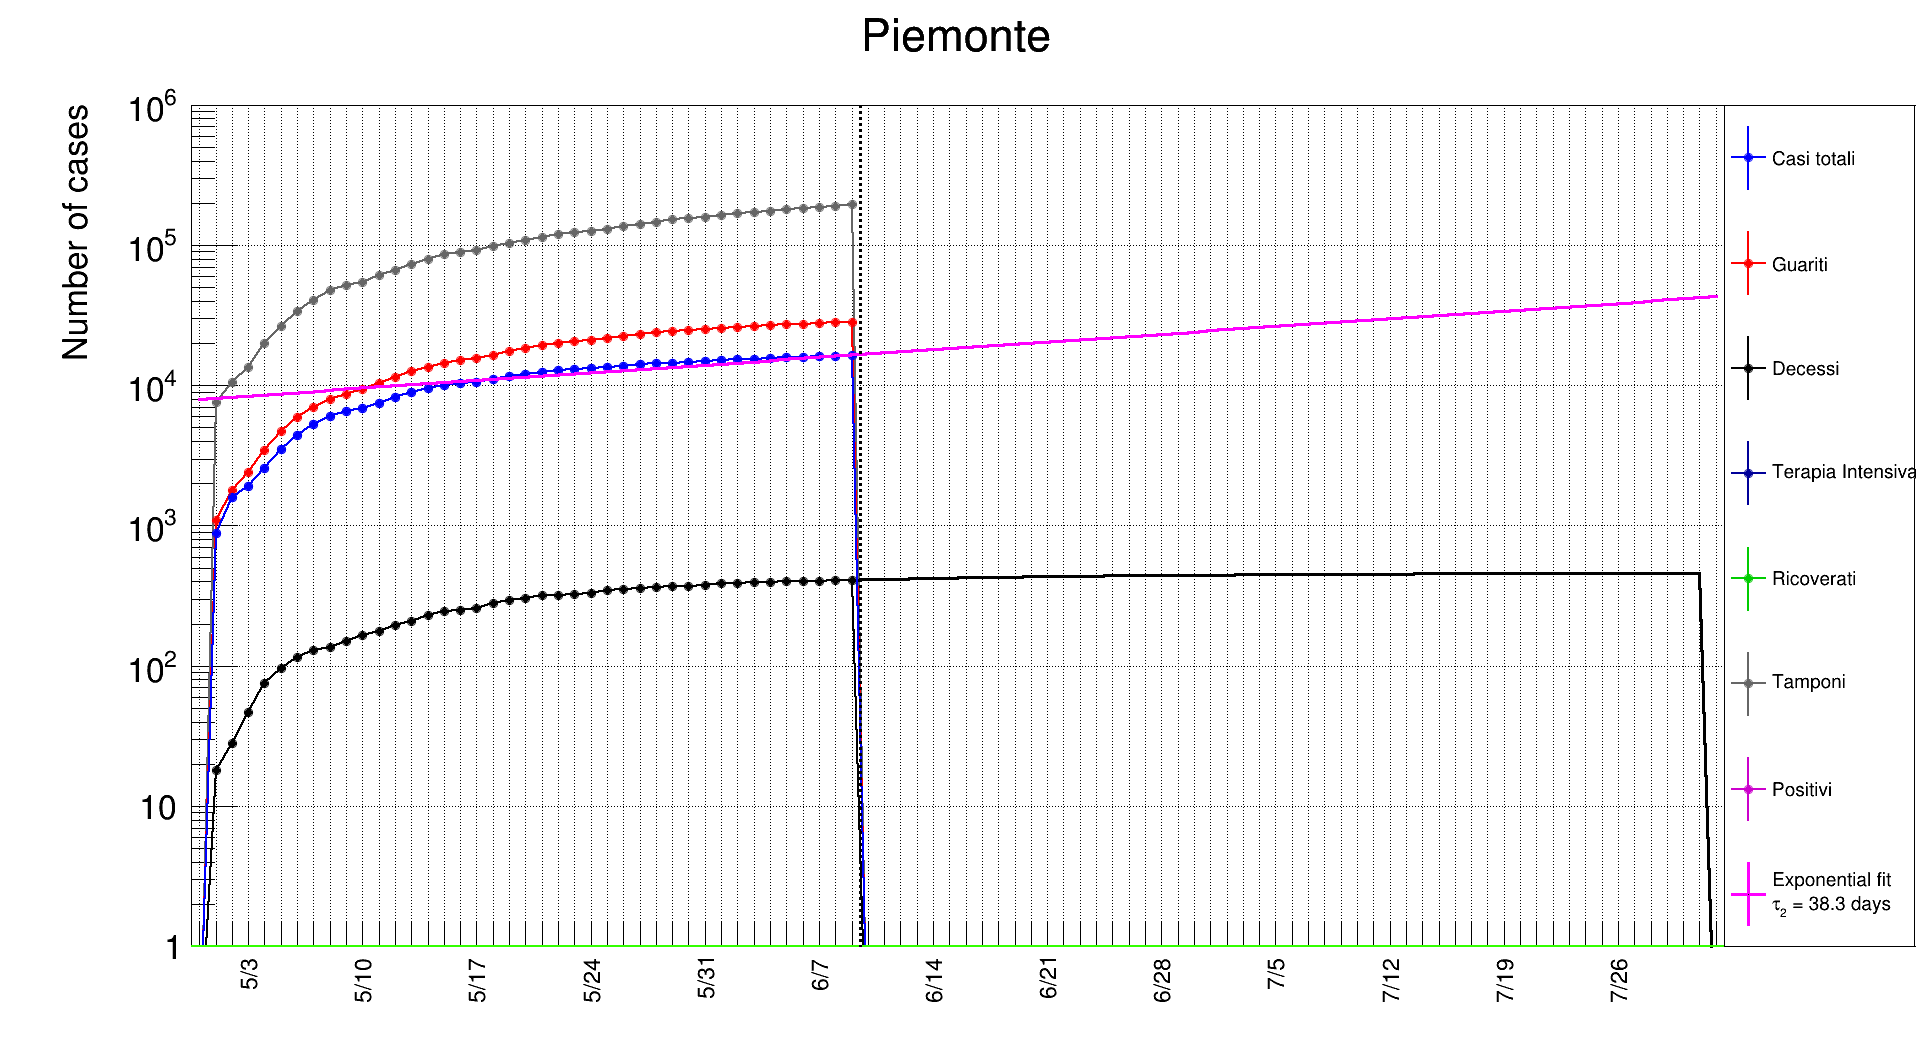 Piemonte
Number of cases
10^6
10^5
10^4
10^3
10^2
10
1
5/3
5/10
5/17
5/24
5/31
6/7
6/14
6/21
6/28
7/5
7/12
7/19
7/26
Casi totali
Guariti
Decessi
Terapia Intensiva
Ricoverati
Tamponi
Positivi
Exponential fit
τ₂ = 38.3 days